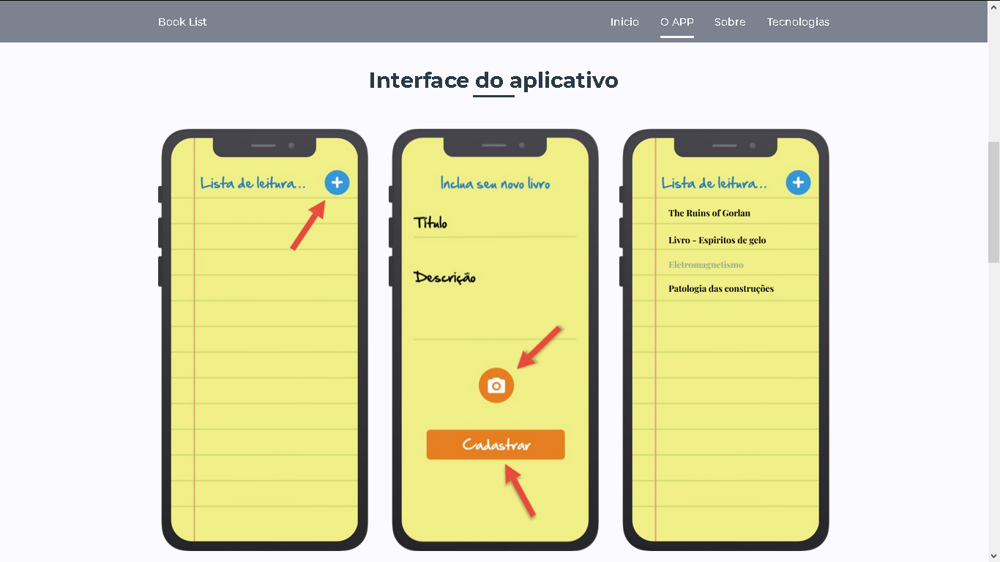 Book List
Inicio
O APP
Sobre
Tecnologias
Interface do aplicativo
Lista de leitura...
Inclua seu novo livro
Título
Descrição
Cadastrar
Lista de leitura...
The Ruins of Gorlan
Livro - Espiritos de gelo
Eletromagnetismo
Patologia das construções